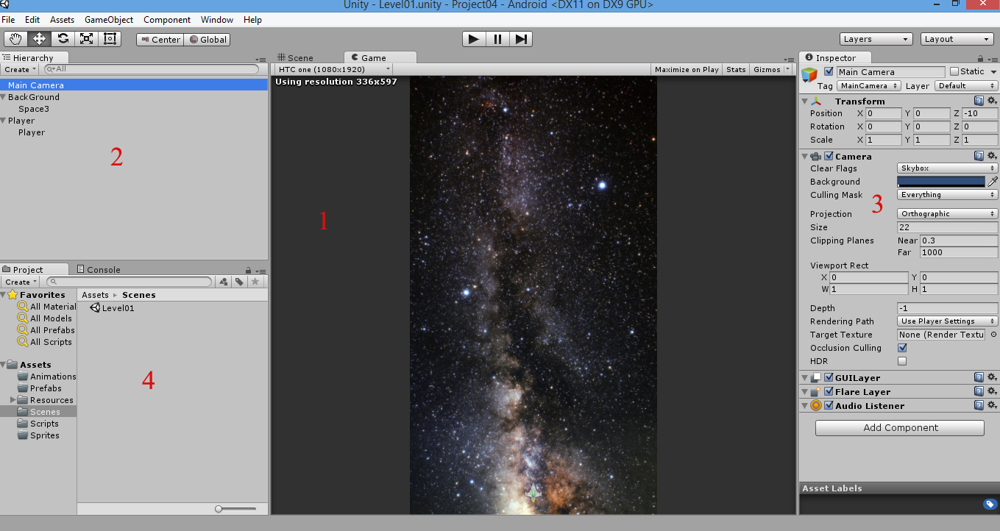 Unity - Level01.unity - Project04 - Android <DX11 on DX9 GPU>
File Edit Assets GameObject Component Window Help
Center Global Layers Layout
Hierarchy
Create All
Main Camera
BackGround
Space3
Player
Player
2
Project Console
Create
Favorites
All Material
All Models
All Prefabs
All Scripts
Assets
Animations
Prefabs
Resources
Scenes
Scripts
Sprites
Assets Scenes
Level01
4
Scene Game
HTC one (1080x1920) Maximize on Play Stats Gizmos
Using resolution 336x597
1
Inspector
Main Camera Static
Tag MainCamera Layer Default
Transform
Position X 0 Y 0 Z -10
Rotation X 0 Y 0 Z 0
Scale X 1 Y 1 Z 1
Camera
Clear Flags Skybox
Background
Culling Mask Everything
3
Projection Orthographic
Size 22
Clipping Planes Near 0.3
Far 1000
Viewport Rect
X 0 Y 0
W 1 H 1
Depth -1
Rendering Path Use Player Settings
Target Texture None (Render Textu
Occlusion Culling
HDR
GUILayer
Flare Layer
Audio Listener
Add Component
Asset Labels